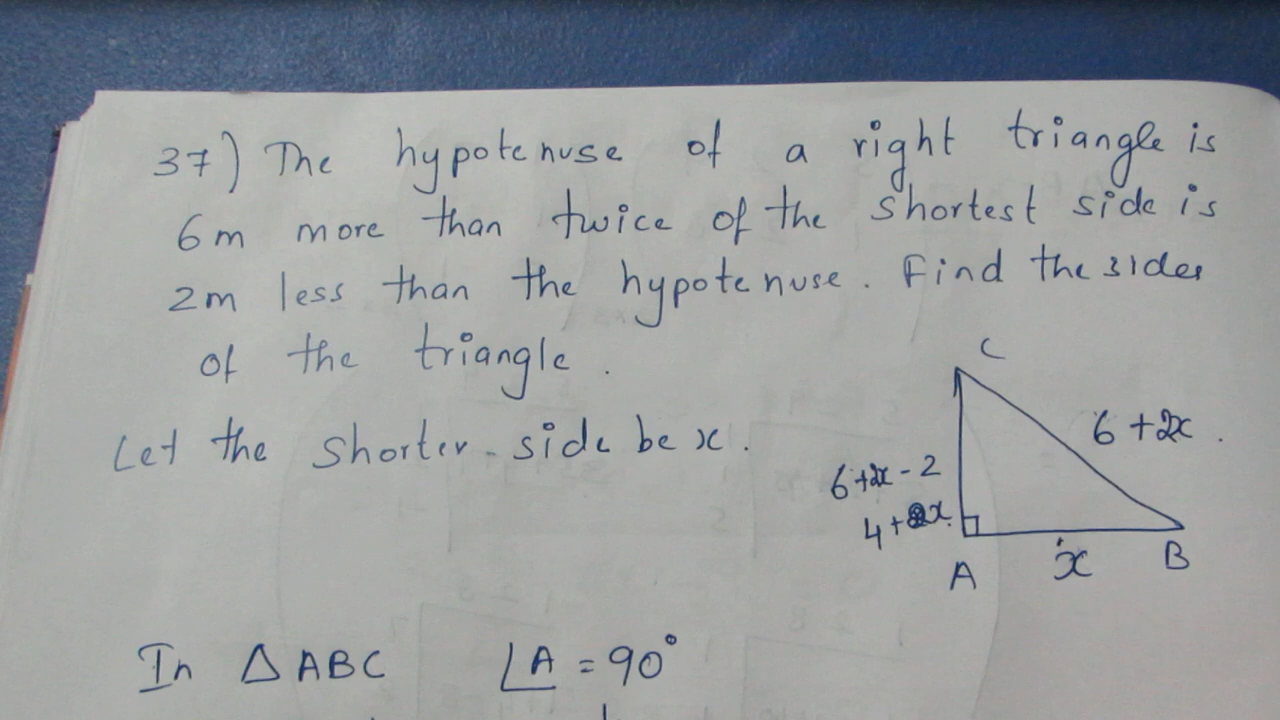 37) The hypotenuse of a right triangle is
6m more than twice of the shortest side is
2m less than the hypotenuse. Find the sides
of the triangle.
Let the shorter side be x.
C
6 + 2x.
6+2x-2
4+2x.
A
x
B
In △ABC ∠A = 90°